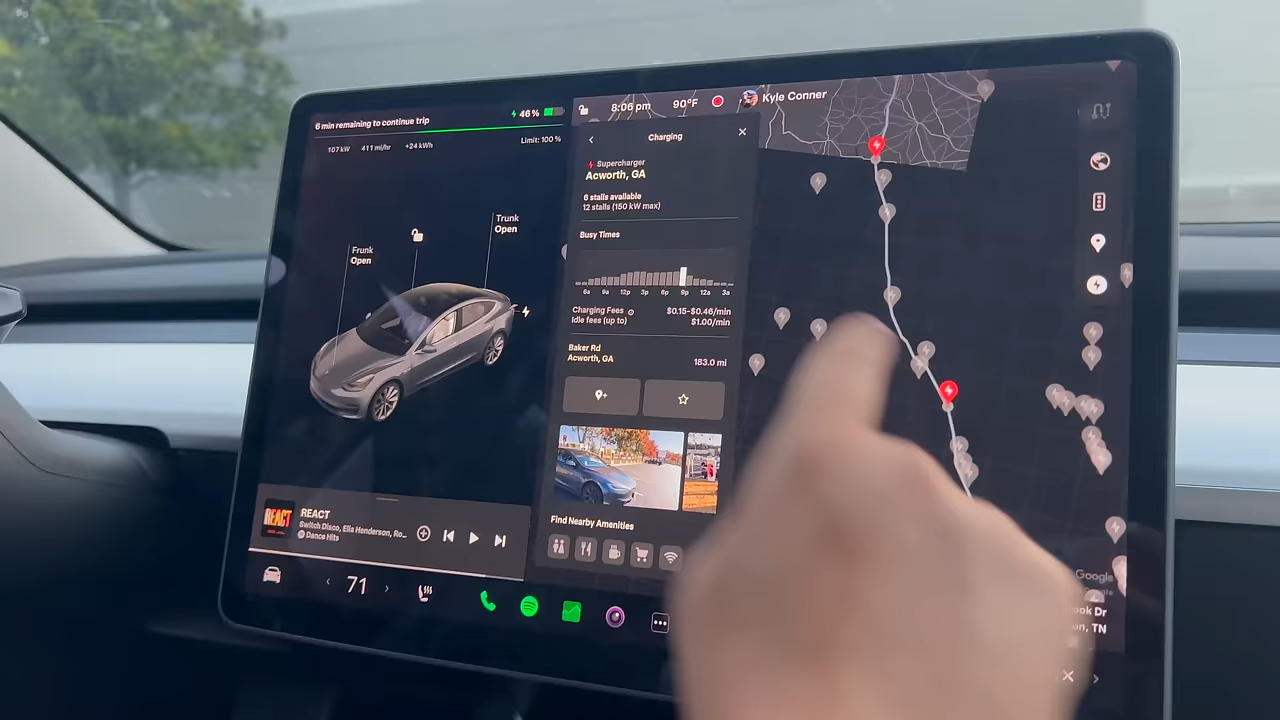 6 min remaining to continue trip
46%
107 kW 411 mi/hr +24 kWh
Limit: 100%
Trunk
Open
Frunk
Open
REACT
REACT
Switch Disco, Ella Henderson, Ro...
Dance Hits
71
8:06 pm 90°F Kyle Conner
Charging
Supercharger
Acworth, GA
6 stalls available
12 stalls (150 kW max)
Busy Times
6a 9a 12p 3p 6p 9p 12a 3a
Charging Fees $0.15-$0.46/min
Idle fees (up to) $1.00/min
Baker Rd
Acworth, GA 183.0 mi
Find Nearby Amenities
Google
ook Dr
on, TN